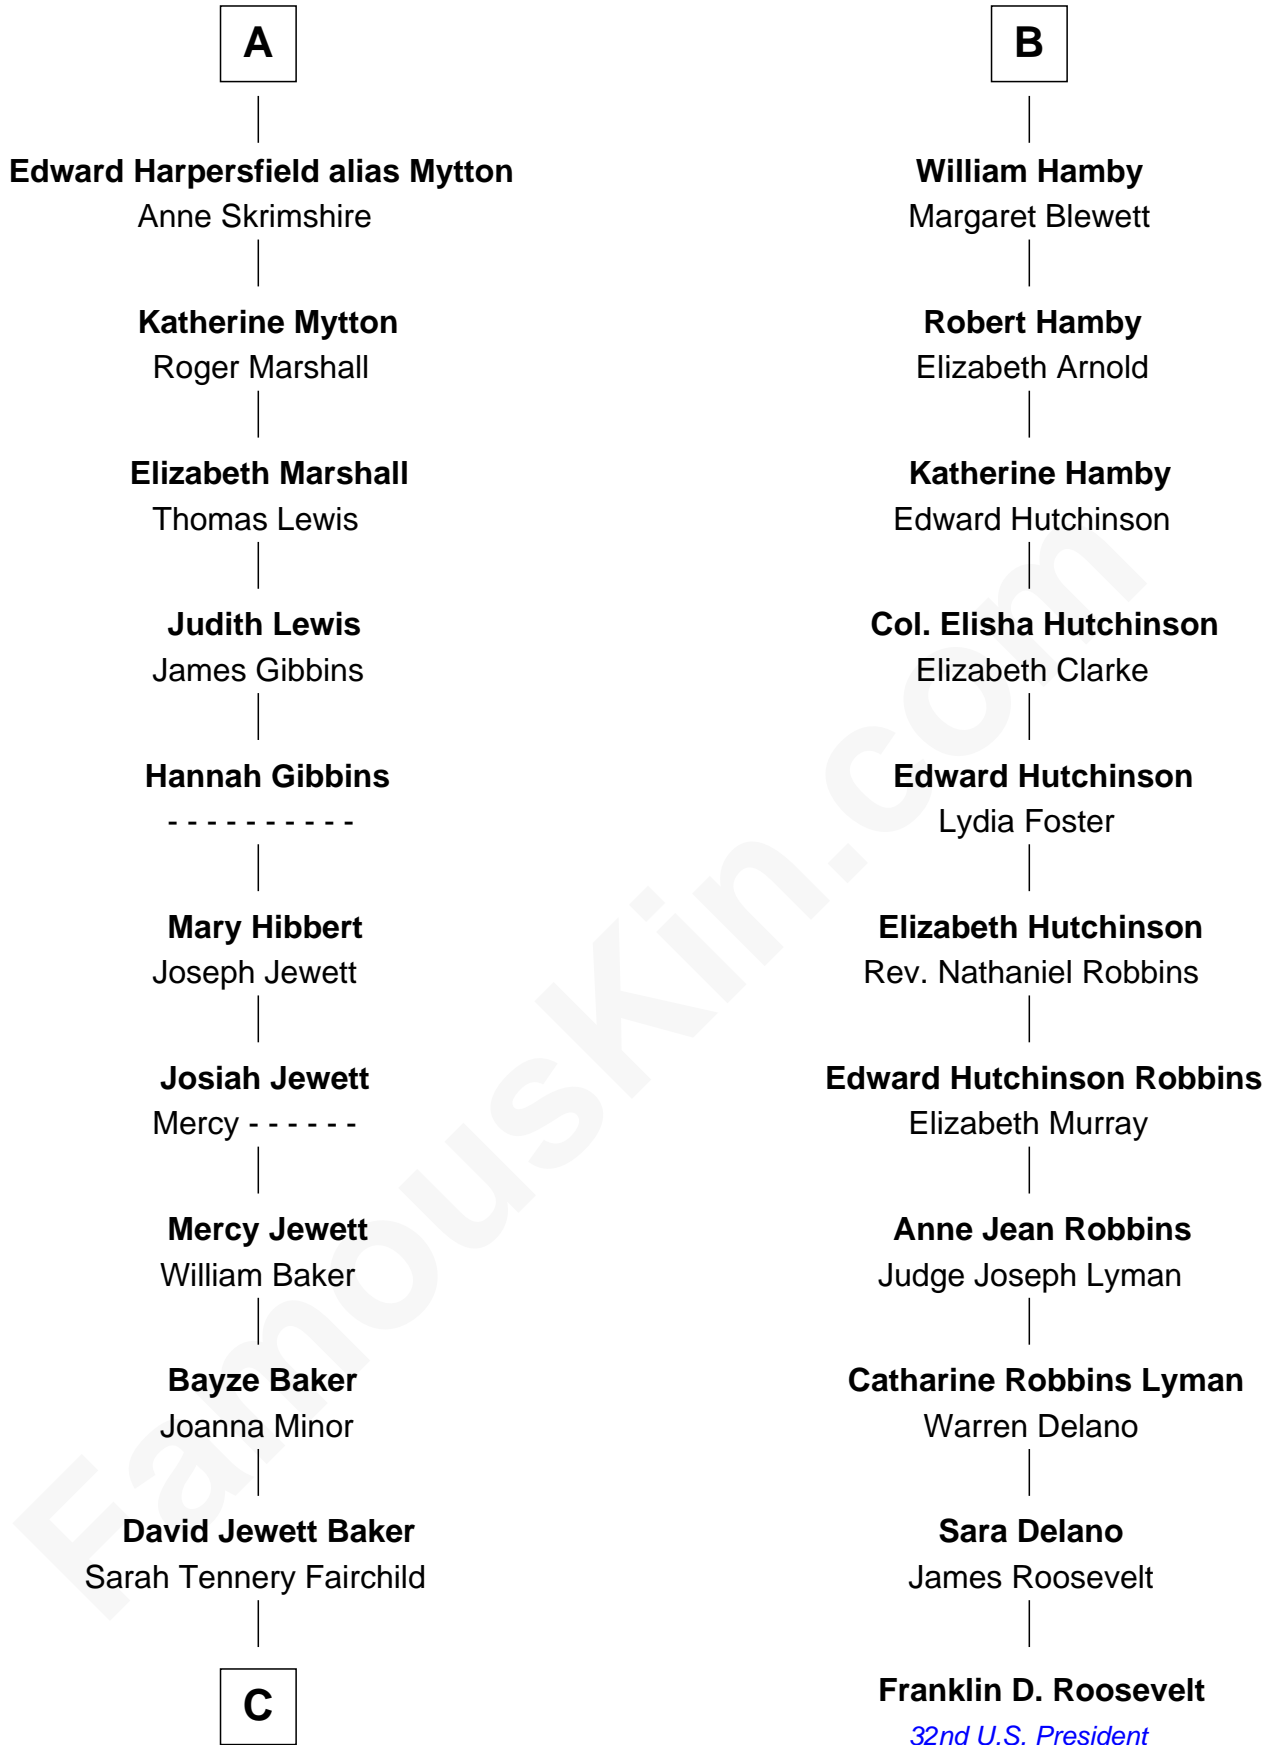 A
Edward Harpersfield alias Mytton
Anne Skrimshire
Katherine Mytton
Roger Marshall
Elizabeth Marshall
Thomas Lewis
Judith Lewis
James Gibbins
Hannah Gibbins
- - - - - - - - - -
Mary Hibbert
Joseph Jewett
Josiah Jewett
Mercy - - - - - -
Mercy Jewett
William Baker
Bayze Baker
Joanna Minor
David Jewett Baker
Sarah Tennery Fairchild
C
B
William Hamby
Margaret Blewett
Robert Hamby
Elizabeth Arnold
Katherine Hamby
Edward Hutchinson
Col. Elisha Hutchinson
Elizabeth Clarke
Edward Hutchinson
Lydia Foster
Elizabeth Hutchinson
Rev. Nathaniel Robbins
Edward Hutchinson Robbins
Elizabeth Murray
Anne Jean Robbins
Judge Joseph Lyman
Catharine Robbins Lyman
Warren Delano
Sara Delano
James Roosevelt
Franklin D. Roosevelt
32nd U.S. President
FamousKin.com